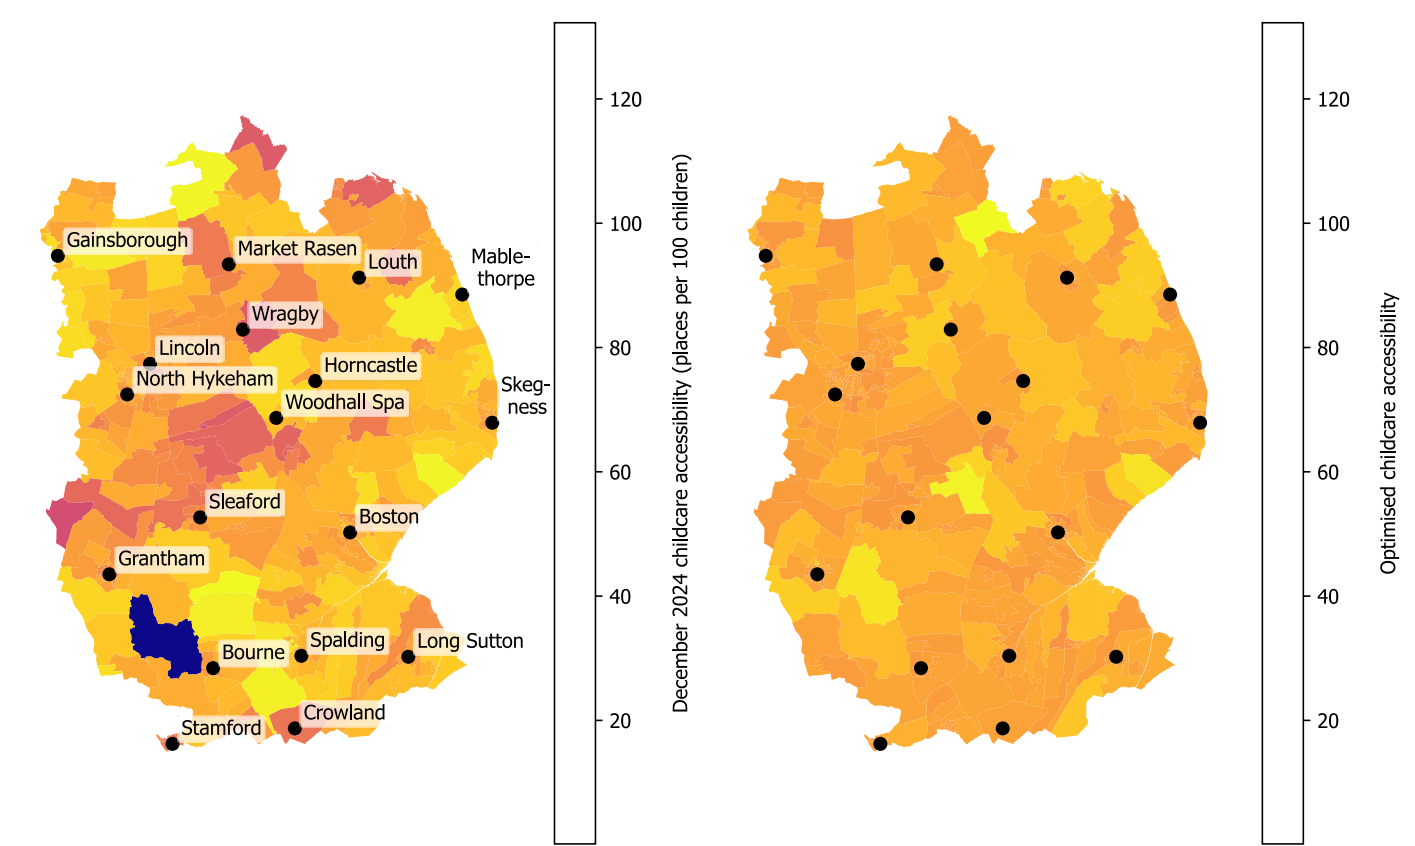 Gainsborough
Market Rasen
Louth
Mable-
thorpe
Wragby
Lincoln
Horncastle
North Hykeham
Skeg-
ness
Woodhall Spa
Sleaford
Boston
Grantham
Spalding
Long Sutton
Bourne
Crowland
Stamford
120
100
80
60
40
20
December 2024 childcare accessibility (places per 100 children)
120
100
80
60
40
20
Optimised childcare accessibility